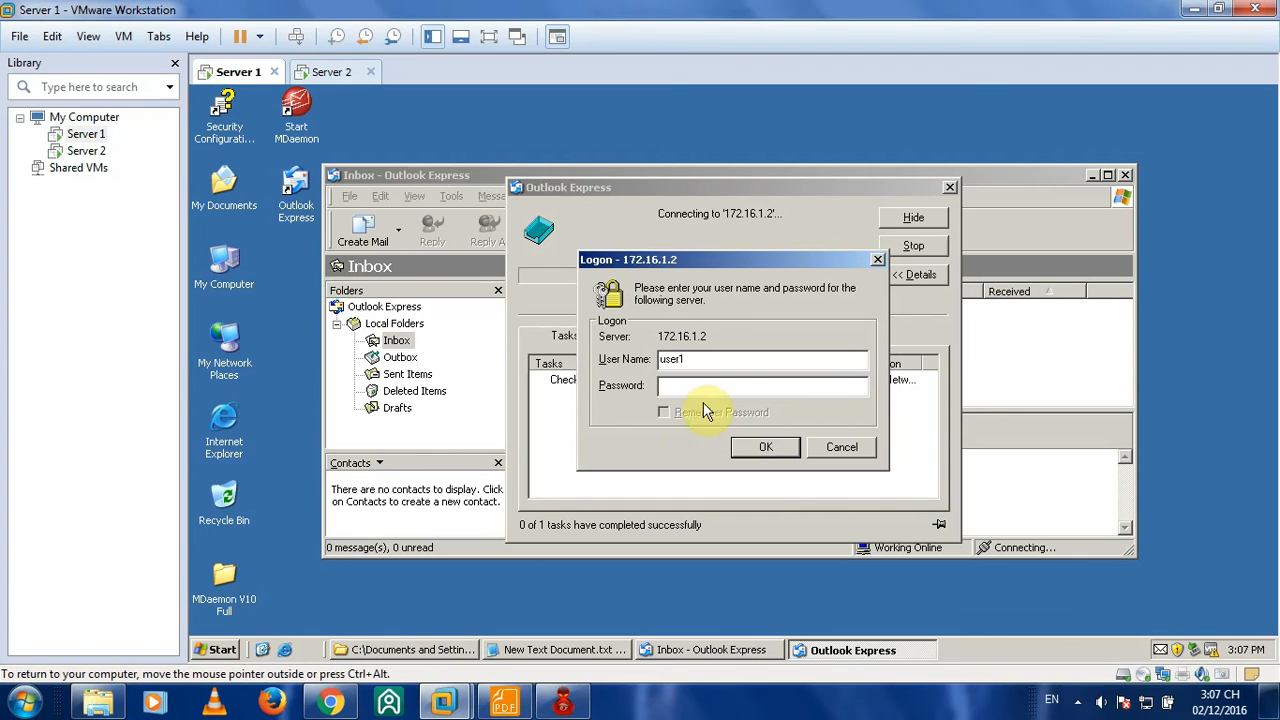 Server 1 - VMware Workstation
File Edit View VM Tabs Help
Library
Type here to search
My Computer
Server 1
Server 2
Shared VMs
Server 1
Server 2
Security
Configurati...
Start
MDaemon
My Documents
Outlook
Express
My Computer
My Network
Places
Internet
Explorer
Recycle Bin
MDaemon V10
Full
Inbox - Outlook Express
File Edit View Tools Messa
Create Mail Reply Reply A
Inbox
Folders
Outlook Express
Local Folders
Inbox
Outbox
Sent Items
Deleted Items
Drafts
Contacts
There are no contacts to display. Click
on Contacts to create a new contact.
0 message(s), 0 unread
Working Online
Connecting...
Received
Outlook Express
Connecting to '172.16.1.2'...
Hide
Stop
<< Details
Tasks
Tasks
on
Check
Netw...
0 of 1 tasks have completed successfully
Logon - 172.16.1.2
Please enter your user name and password for the
following server.
Logon
Server: 172.16.1.2
User Name: user1
Password:
Remember Password
OK Cancel
Start
C:\Documents and Settin...
New Text Document.txt ...
Inbox - Outlook Express
Outlook Express
3:07 PM
To return to your computer, move the mouse pointer outside or press Ctrl+Alt.
PDF
EN
3:07 CH
02/12/2016